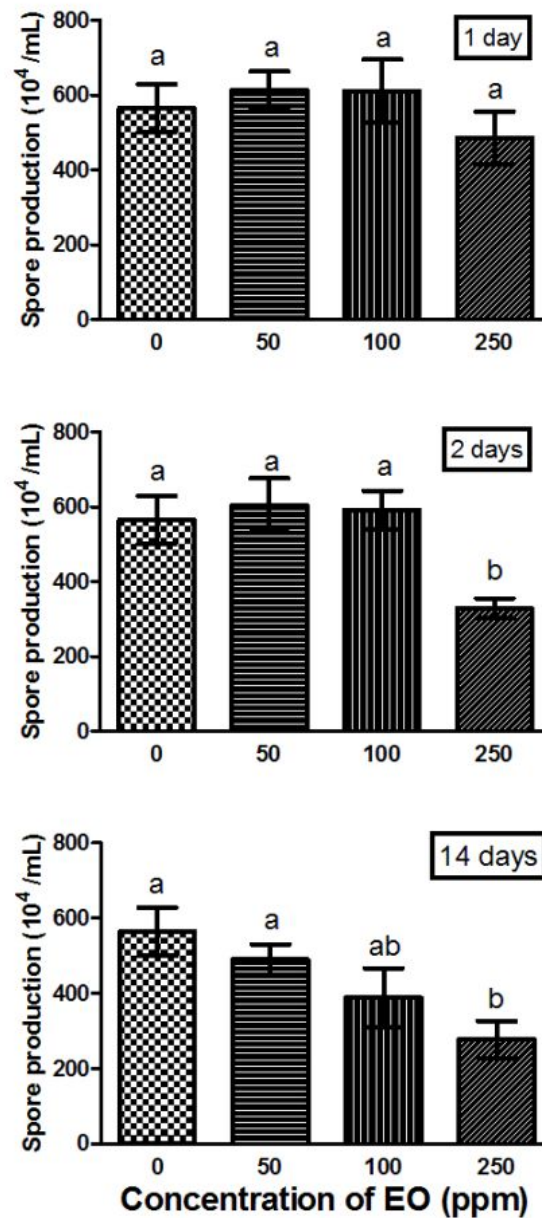 Spore production (10⁴ /mL)
1 day
800
600
400
200
0
a
a
a
a
0 50 100 250
Spore production (10⁴ /mL)
2 days
800
600
400
200
0
a
a
a
b
0 50 100 250
Spore production (10⁴ /mL)
14 days
800
600
400
200
0
a
a
ab
b
0 50 100 250
Concentration of EO (ppm)